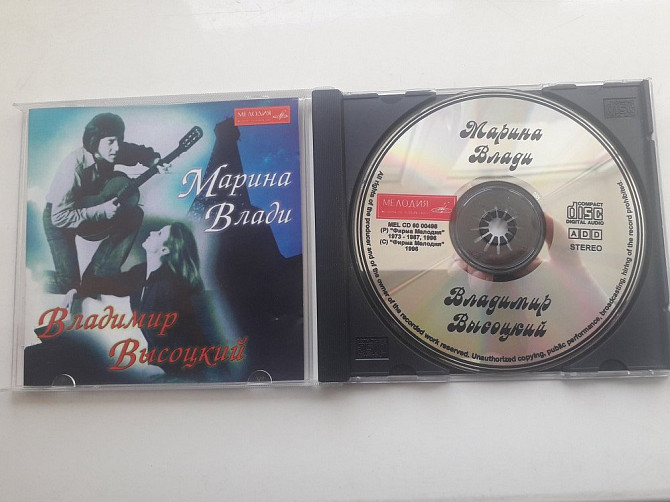 МЕЛОДИЯ
Марина
Влади
Владимир
Высоцкий
Марина
Влади
МЕЛОДИЯ
MEL CD 60 00498
(P) "Фирма Мелодия"
1973 - 1987, 1996
(C) "Фирма Мелодия"
1996
COMPACT
disc
DIGITAL AUDIO
ADD
STEREO
Владимир
Высоцкий
All rights of the producer and of the owner of the recorded work reserved. Unauthorized copying, public performance, broadcasting, hiring of the record prohibited.